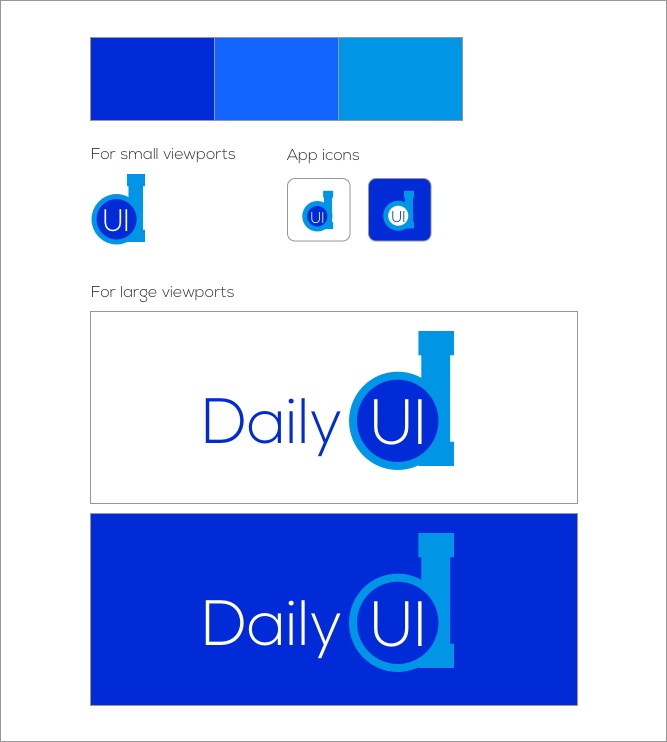 For small viewports
App icons
UI
UI
UI
For large viewports
Daily UI
Daily UI